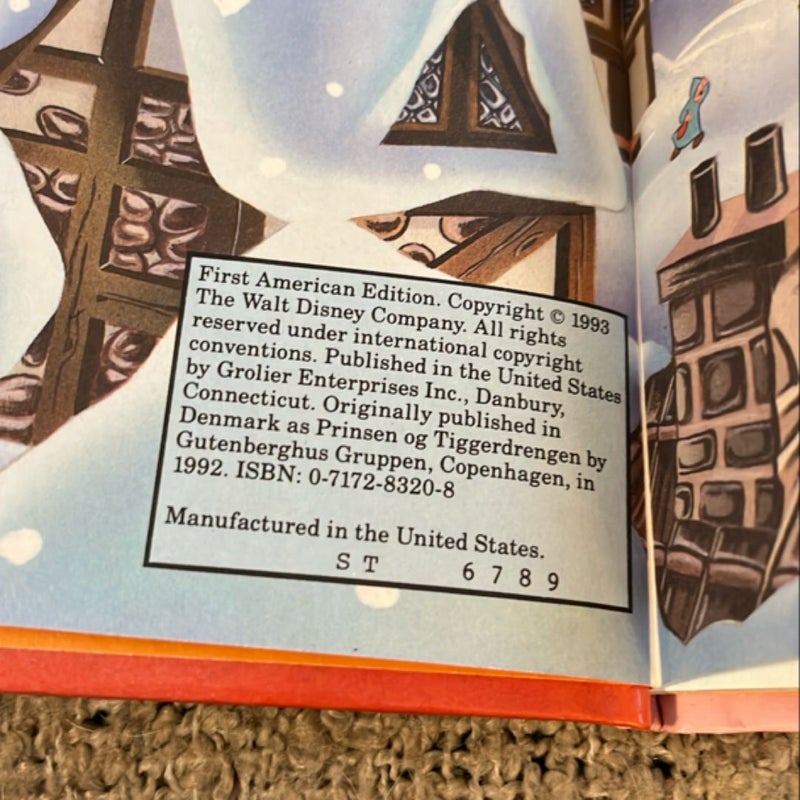 First American Edition. Copyright © 1993
The Walt Disney Company. All rights
reserved under international copyright
conventions. Published in the United States
by Grolier Enterprises Inc., Danbury,
Connecticut. Originally published in
Denmark as Prinsen og Tiggerdrengen by
Gutenberghus Gruppen, Copenhagen, in
1992. ISBN: 0-7172-8320-8
Manufactured in the United States.
S T 6 7 8 9